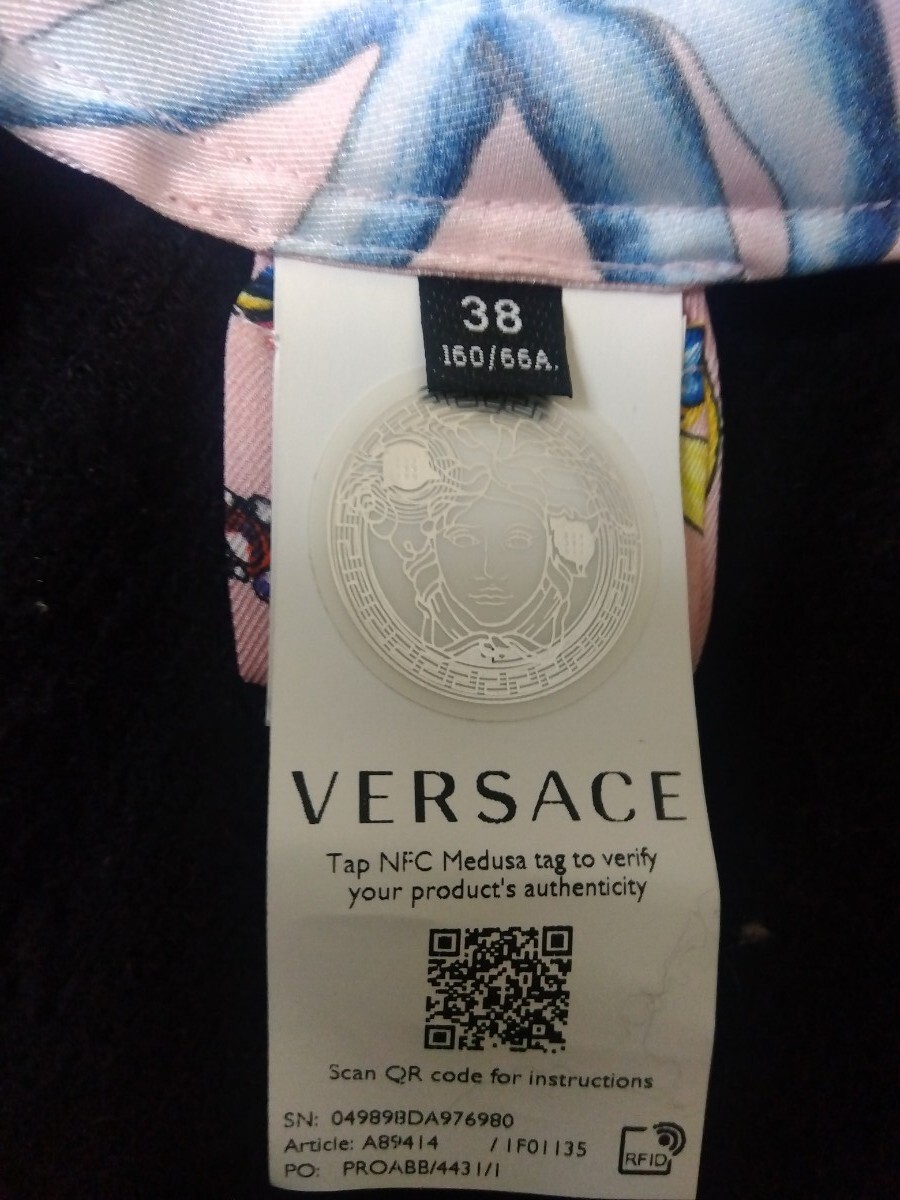 38
160/66A
VERSACE
Tap NFC Medusa tag to verify
your product's authenticity
Scan QR code for instructions
SN: 04989BDA976980
Article: A89414 / 1F01135
PO: PROABB/4431/1
RFID